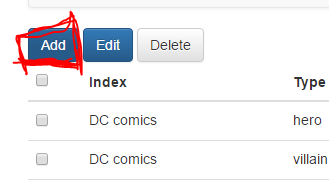 Add Edit Delete
Index Type
DC comics hero
DC comics villain